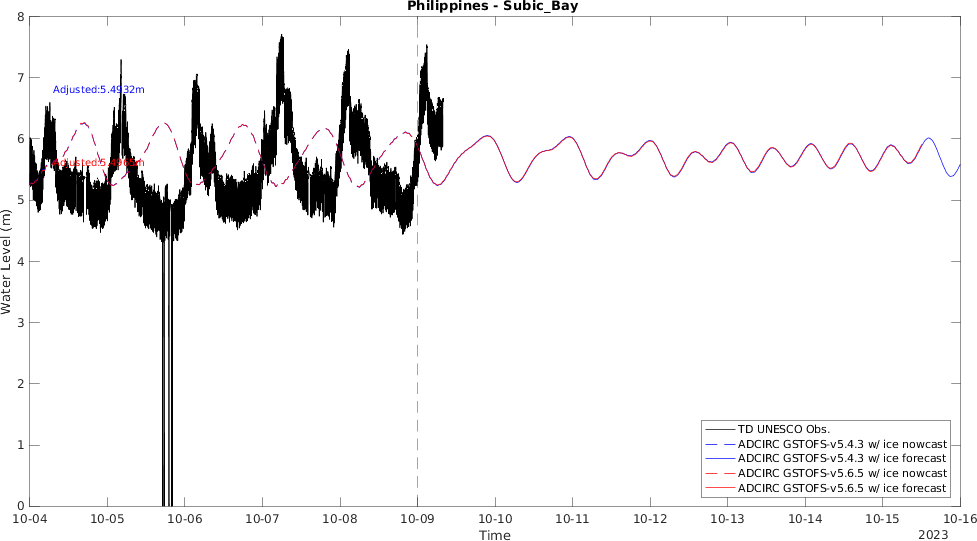 Philippines - Subic_Bay
8
7
6
5
4
3
2
1
0
Water Level (m)
Adjusted:5.4932m
TD UNESCO Obs.
ADCIRC GSTOFS-v5.4.3 w/ ice nowcast
ADCIRC GSTOFS-v5.4.3 w/ ice forecast
ADCIRC GSTOFS-v5.6.5 w/ ice nowcast
ADCIRC GSTOFS-v5.6.5 w/ ice forecast
10-04 10-05 10-06 10-07 10-08 10-09 10-10 10-11 10-12 10-13 10-14 10-15 10-16
Time
2023